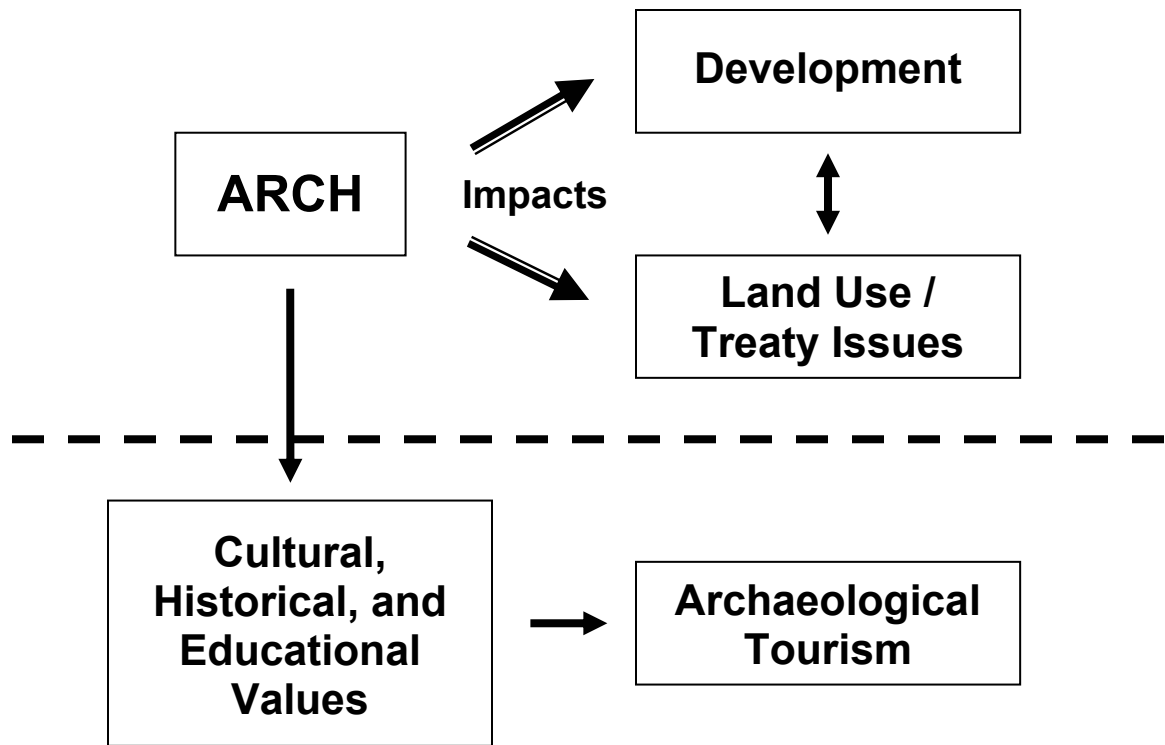 Development
ARCH
Impacts
Land Use /
Treaty Issues
Cultural,
Historical, and
Educational
Values
Archaeological
Tourism